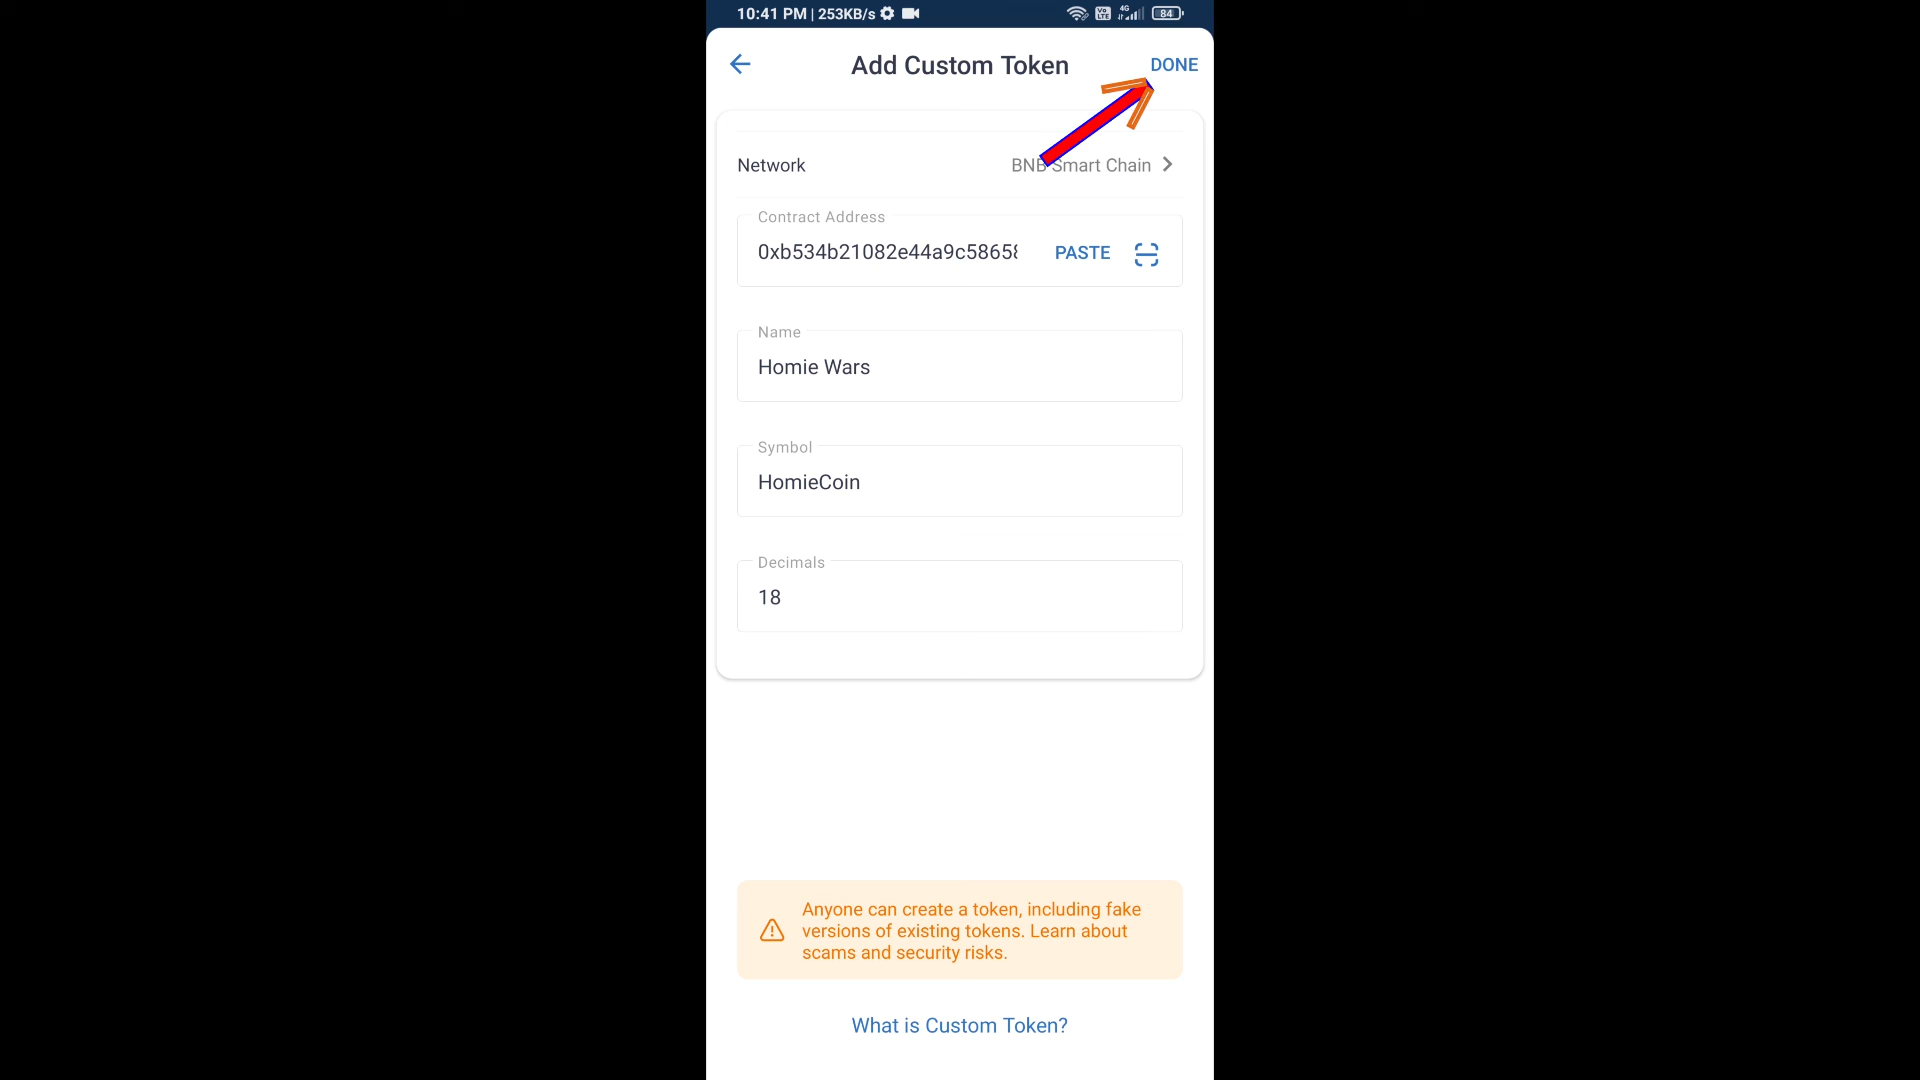 10:41 PM | 253KB/s 4G 84
Add Custom Token
DONE
Network
BNB Smart Chain
Contract Address
0xb534b21082e44a9c5865
PASTE
Name
Homie Wars
Symbol
HomieCoin
Decimals
18
Anyone can create a token, including fake
versions of existing tokens. Learn about
scams and security risks.
What is Custom Token?